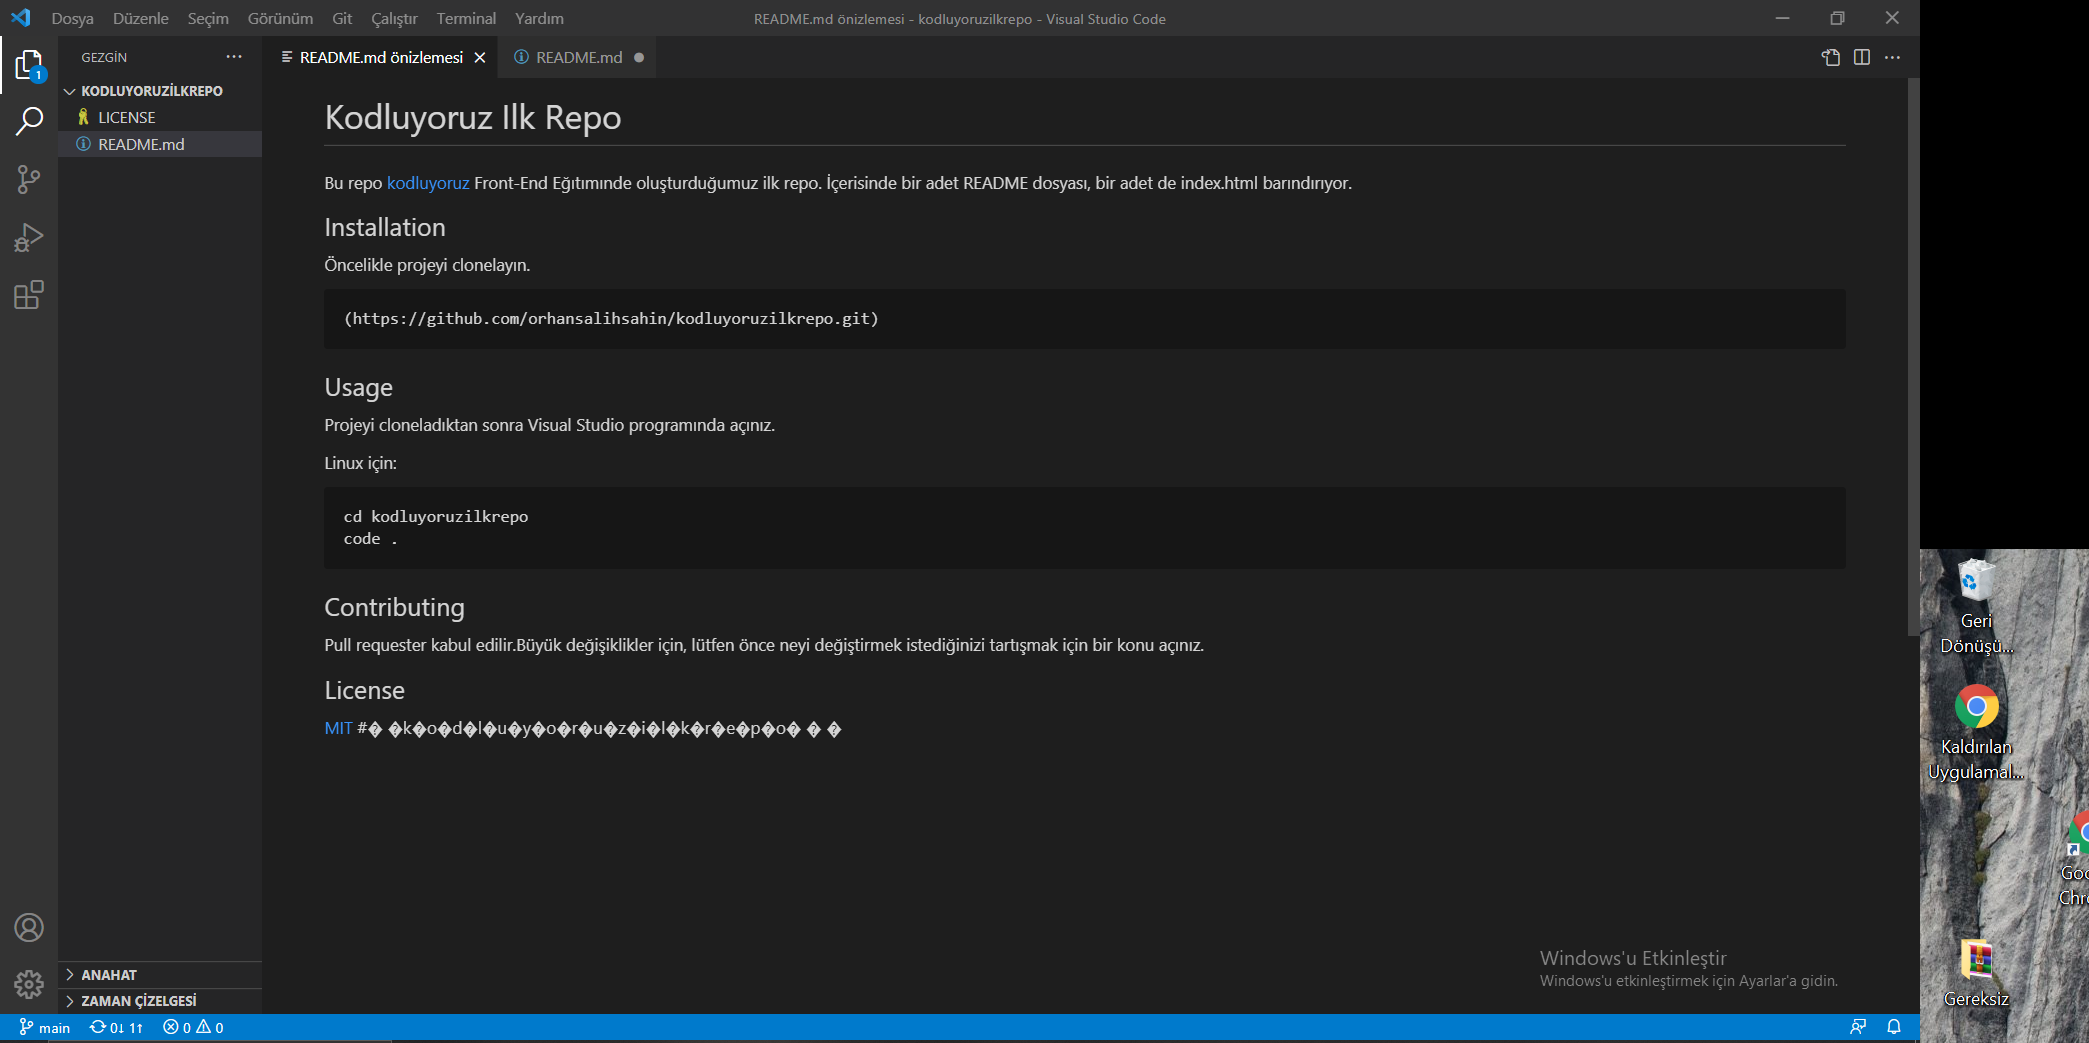 Dosya Düzenle Seçim Görünüm Git Çalıştır Terminal Yardım
README.md önizlemesi - kodluyoruzilkrepo - Visual Studio Code
GEZGİN
README.md önizlemesi
README.md
1
KODLUYORUZİLKREPO
LICENSE
README.md
Kodluyoruz Ilk Repo
Bu repo kodluyoruz Front-End Eğıtımınde oluşturduğumuz ilk repo. İçerisinde bir adet README dosyası, bir adet de index.html barındırıyor.
Installation
Öncelikle projeyi clonelayın.
(https://github.com/orhansalihsahin/kodluyoruzilkrepo.git)
Usage
Projeyi cloneladıktan sonra Visual Studio programında açınız.
Linux için:
cd kodluyoruzilkrepo
code .
Contributing
Pull requester kabul edilir.Büyük değişiklikler için, lütfen önce neyi değiştirmek istediğinizi tartışmak için bir konu açınız.
License
MIT #� �k�o�d�l�u�y�o�r�u�z�i�l�k�r�e�p�o� � �
ANAHAT
ZAMAN ÇİZELGESİ
Windows'u Etkinleştir
Windows'u etkinleştirmek için Ayarlar'a gidin.
main 0↓ 1↑ 0 0
Geri
Dönüşü...
Kaldırılan
Uygulamal...
Goo
Chr
Gereksiz